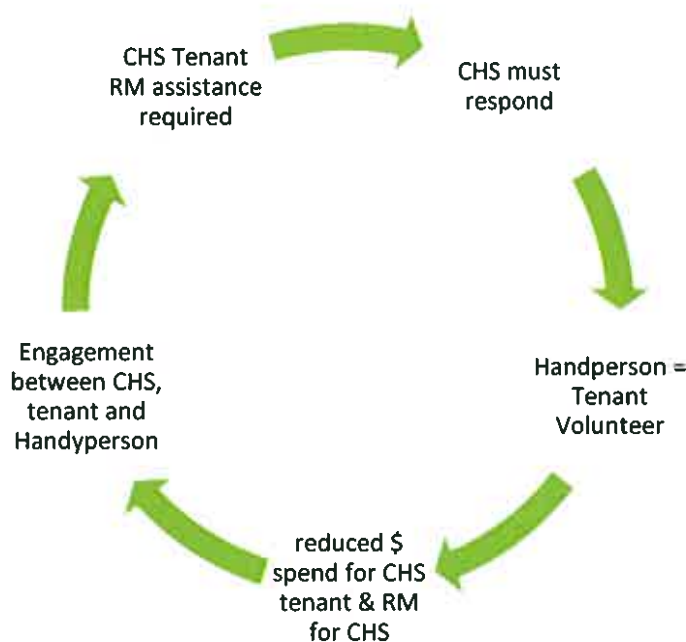 CHS Tenant
RM assistance
required
CHS must
respond
Handperson =
Tenant
Volunteer
reduced $
spend for CHS
tenant & RM
for CHS
Engagement
between CHS,
tenant and
Handyperson